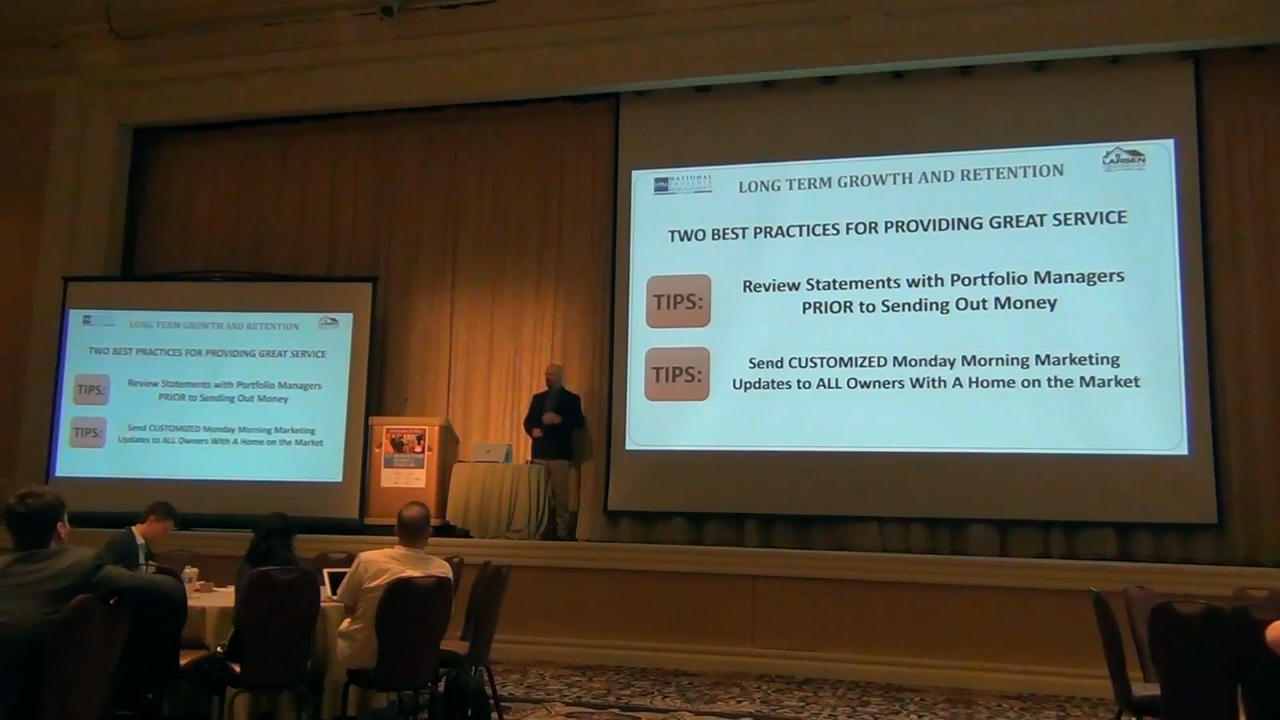 LONG TERM GROWTH AND RETENTION
TWO BEST PRACTICES FOR PROVIDING GREAT SERVICE
TIPS:
Review Statements with Portfolio Managers
PRIOR to Sending Out Money
TIPS:
Send CUSTOMIZED Monday Morning Marketing
Updates to ALL Owners With A Home on the Market
NATIONAL
PROPERTY
MANAGEMENT
LONG TERM GROWTH AND RETENTION
LARSEN
TWO BEST PRACTICES FOR PROVIDING GREAT SERVICE
TIPS:
Review Statements with Portfolio Managers
PRIOR to Sending Out Money
TIPS:
Send CUSTOMIZED Monday Morning Marketing
Updates to ALL Owners With A Home on the Market